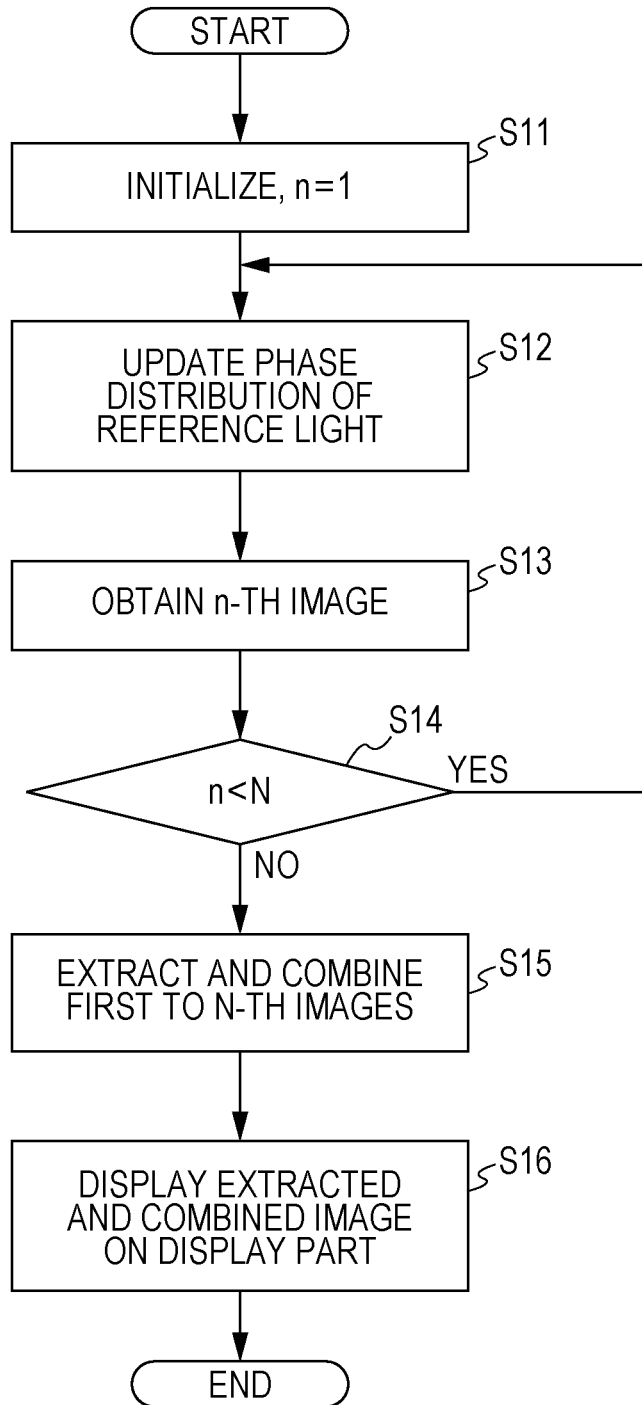 START
S11
INITIALIZE, n=1
S12
UPDATE PHASE
DISTRIBUTION OF
REFERENCE LIGHT
S13
OBTAIN n-TH IMAGE
S14
n<N
YES
NO
S15
EXTRACT AND COMBINE
FIRST TO N-TH IMAGES
S16
DISPLAY EXTRACTED
AND COMBINED IMAGE
ON DISPLAY PART
END